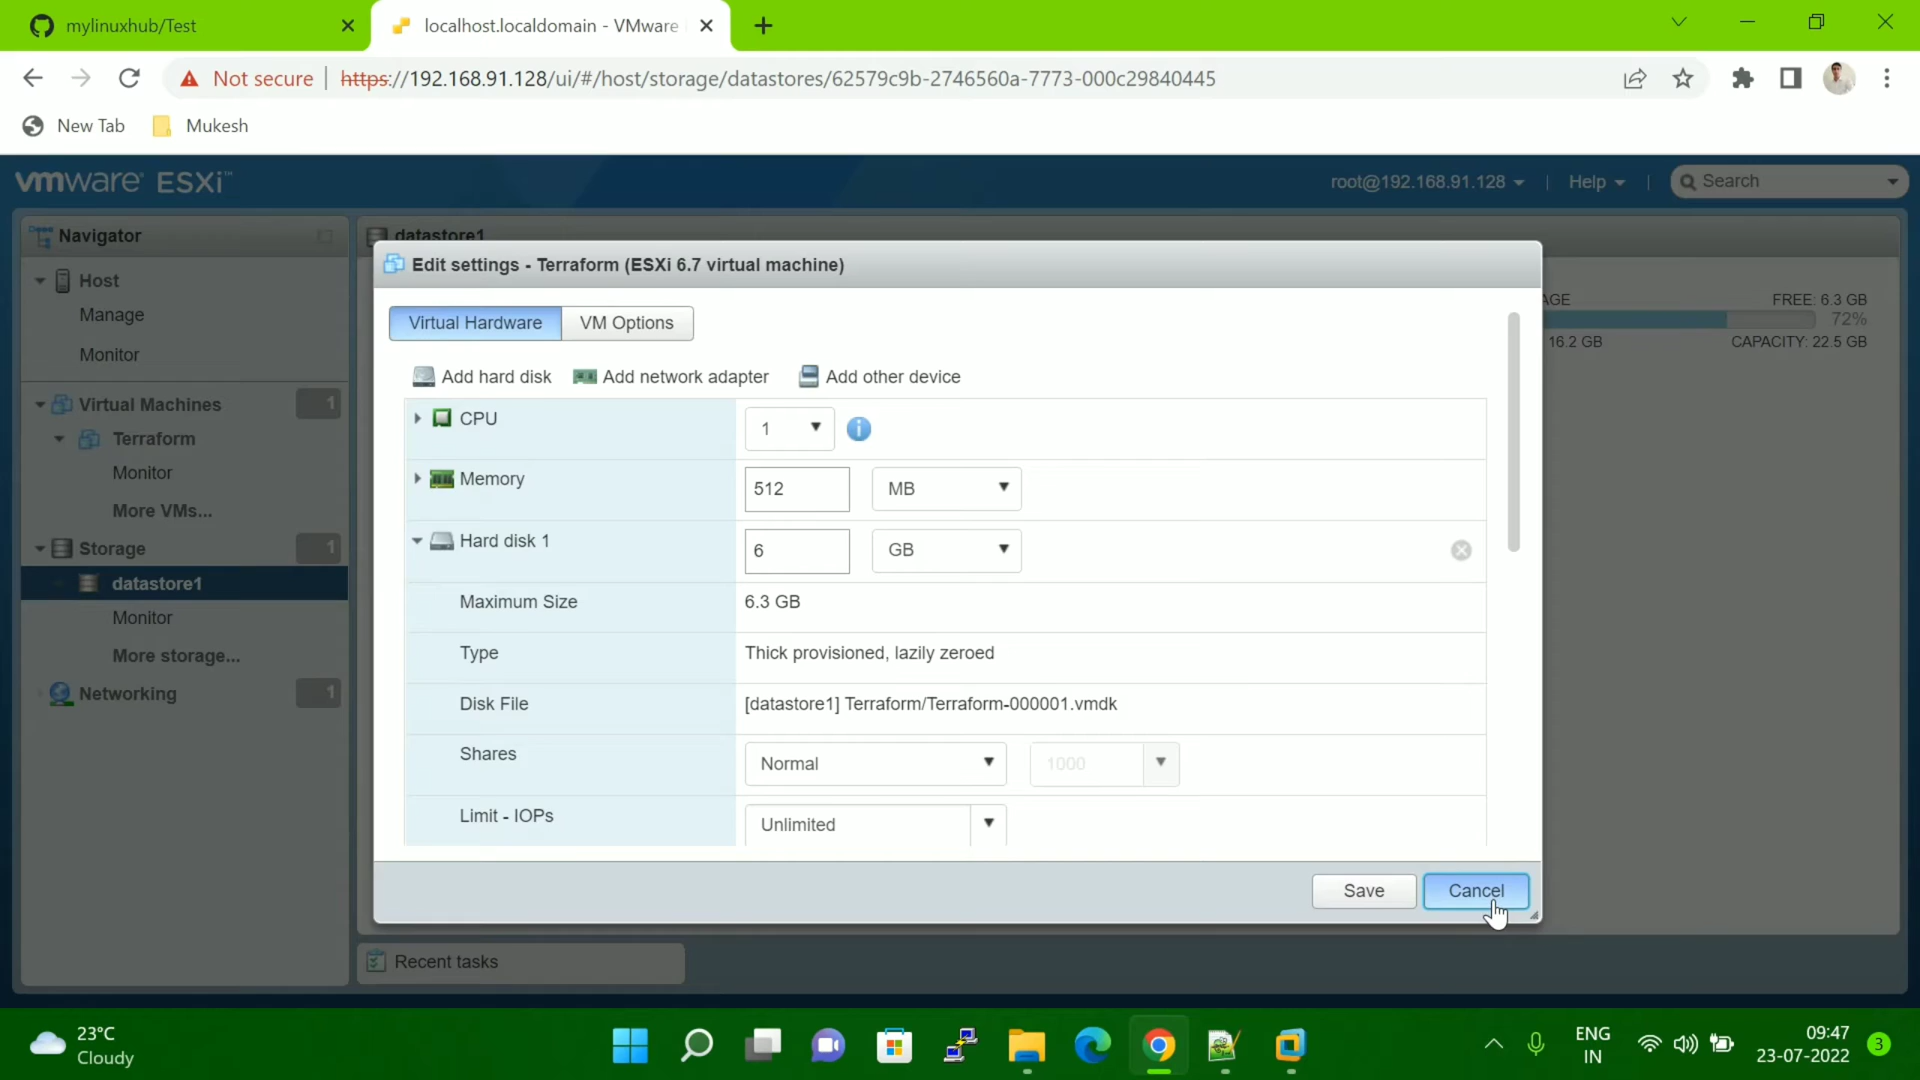 mylinuxhub/Test
localhost.localdomain - VMware
Not secure
https://192.168.91.128/ui/#/host/storage/datastores/62579c9b-2746560a-7773-000c29840445
New Tab
Mukesh
vmware ESXi™
root@192.168.91.128
Help
Search
Navigator
datastore1
Host
Manage
Monitor
Virtual Machines
1
Terraform
Monitor
More VMs...
Storage
1
datastore1
Monitor
More storage...
Networking
1
AGE
FREE: 6.3 GB
72%
16.2 GB
CAPACITY: 22.5 GB
Edit settings - Terraform (ESXi 6.7 virtual machine)
Virtual Hardware
VM Options
Add hard disk
Add network adapter
Add other device
CPU
1
Memory
512
MB
Hard disk 1
6
GB
Maximum Size
6.3 GB
Type
Thick provisioned, lazily zeroed
Disk File
[datastore1] Terraform/Terraform-000001.vmdk
Shares
Normal
1000
Limit - IOPs
Unlimited
Save
Cancel
Recent tasks
23°C
Cloudy
ENG
IN
09:47
23-07-2022
3